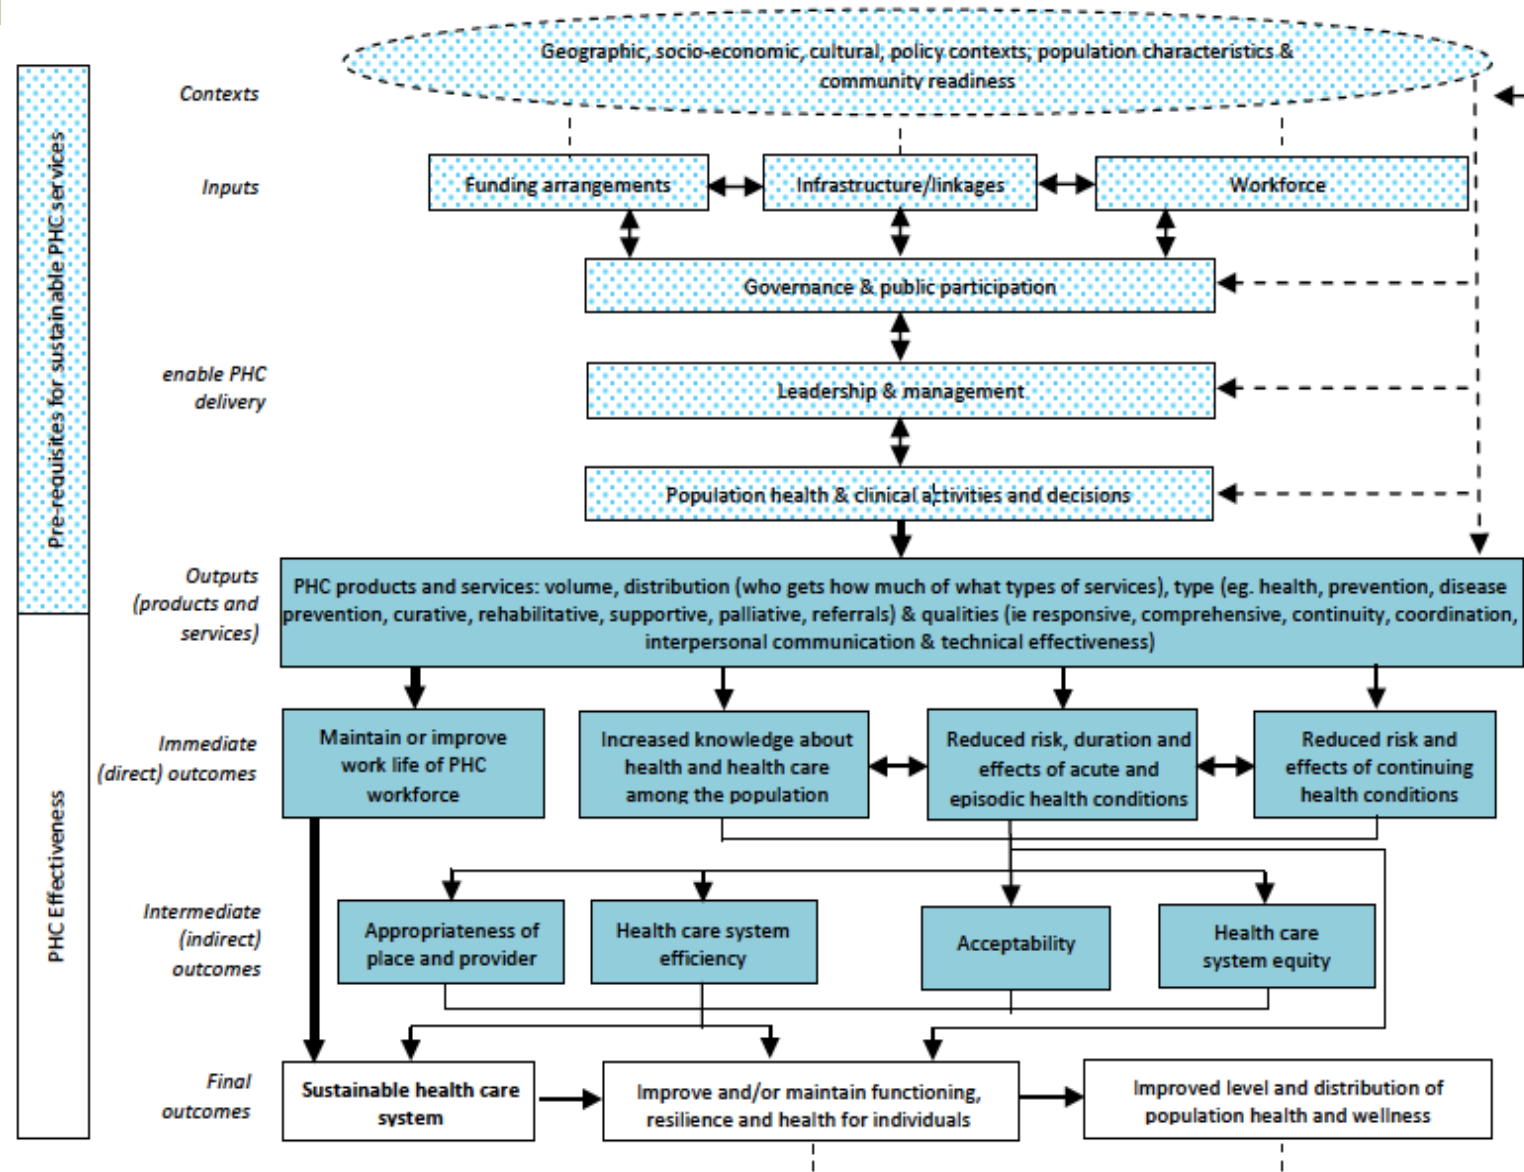 Geographic, socio-economic, cultural, policy contexts; population characteristics &
community readiness
Contexts
Inputs
Funding arrangements
Infrastructure/linkages
Workforce
Governance & public participation
enable PHC
delivery
Leadership & management
Population health & clinical activities and decisions
Pre-requisites for sustainable PHC services
Outputs
(products and
services)
PHC products and services: volume, distribution (who gets how much of what types of services), type (eg. health, prevention, disease
prevention, curative, rehabilitative, supportive, palliative, referrals) & qualities (ie responsive, comprehensive, continuity, coordination,
interpersonal communication & technical effectiveness)
PHC Effectiveness
Immediate
(direct) outcomes
Maintain or improve
work life of PHC
workforce
Increased knowledge about
health and health care
among the population
Reduced risk, duration and
effects of acute and
episodic health conditions
Reduced risk and
effects of continuing
health conditions
Intermediate
(indirect)
outcomes
Appropriateness of
place and provider
Health care system
efficiency
Acceptability
Health care
system equity
Final
outcomes
Sustainable health care
system
Improve and/or maintain functioning,
resilience and health for individuals
Improved level and distribution of
population health and wellness